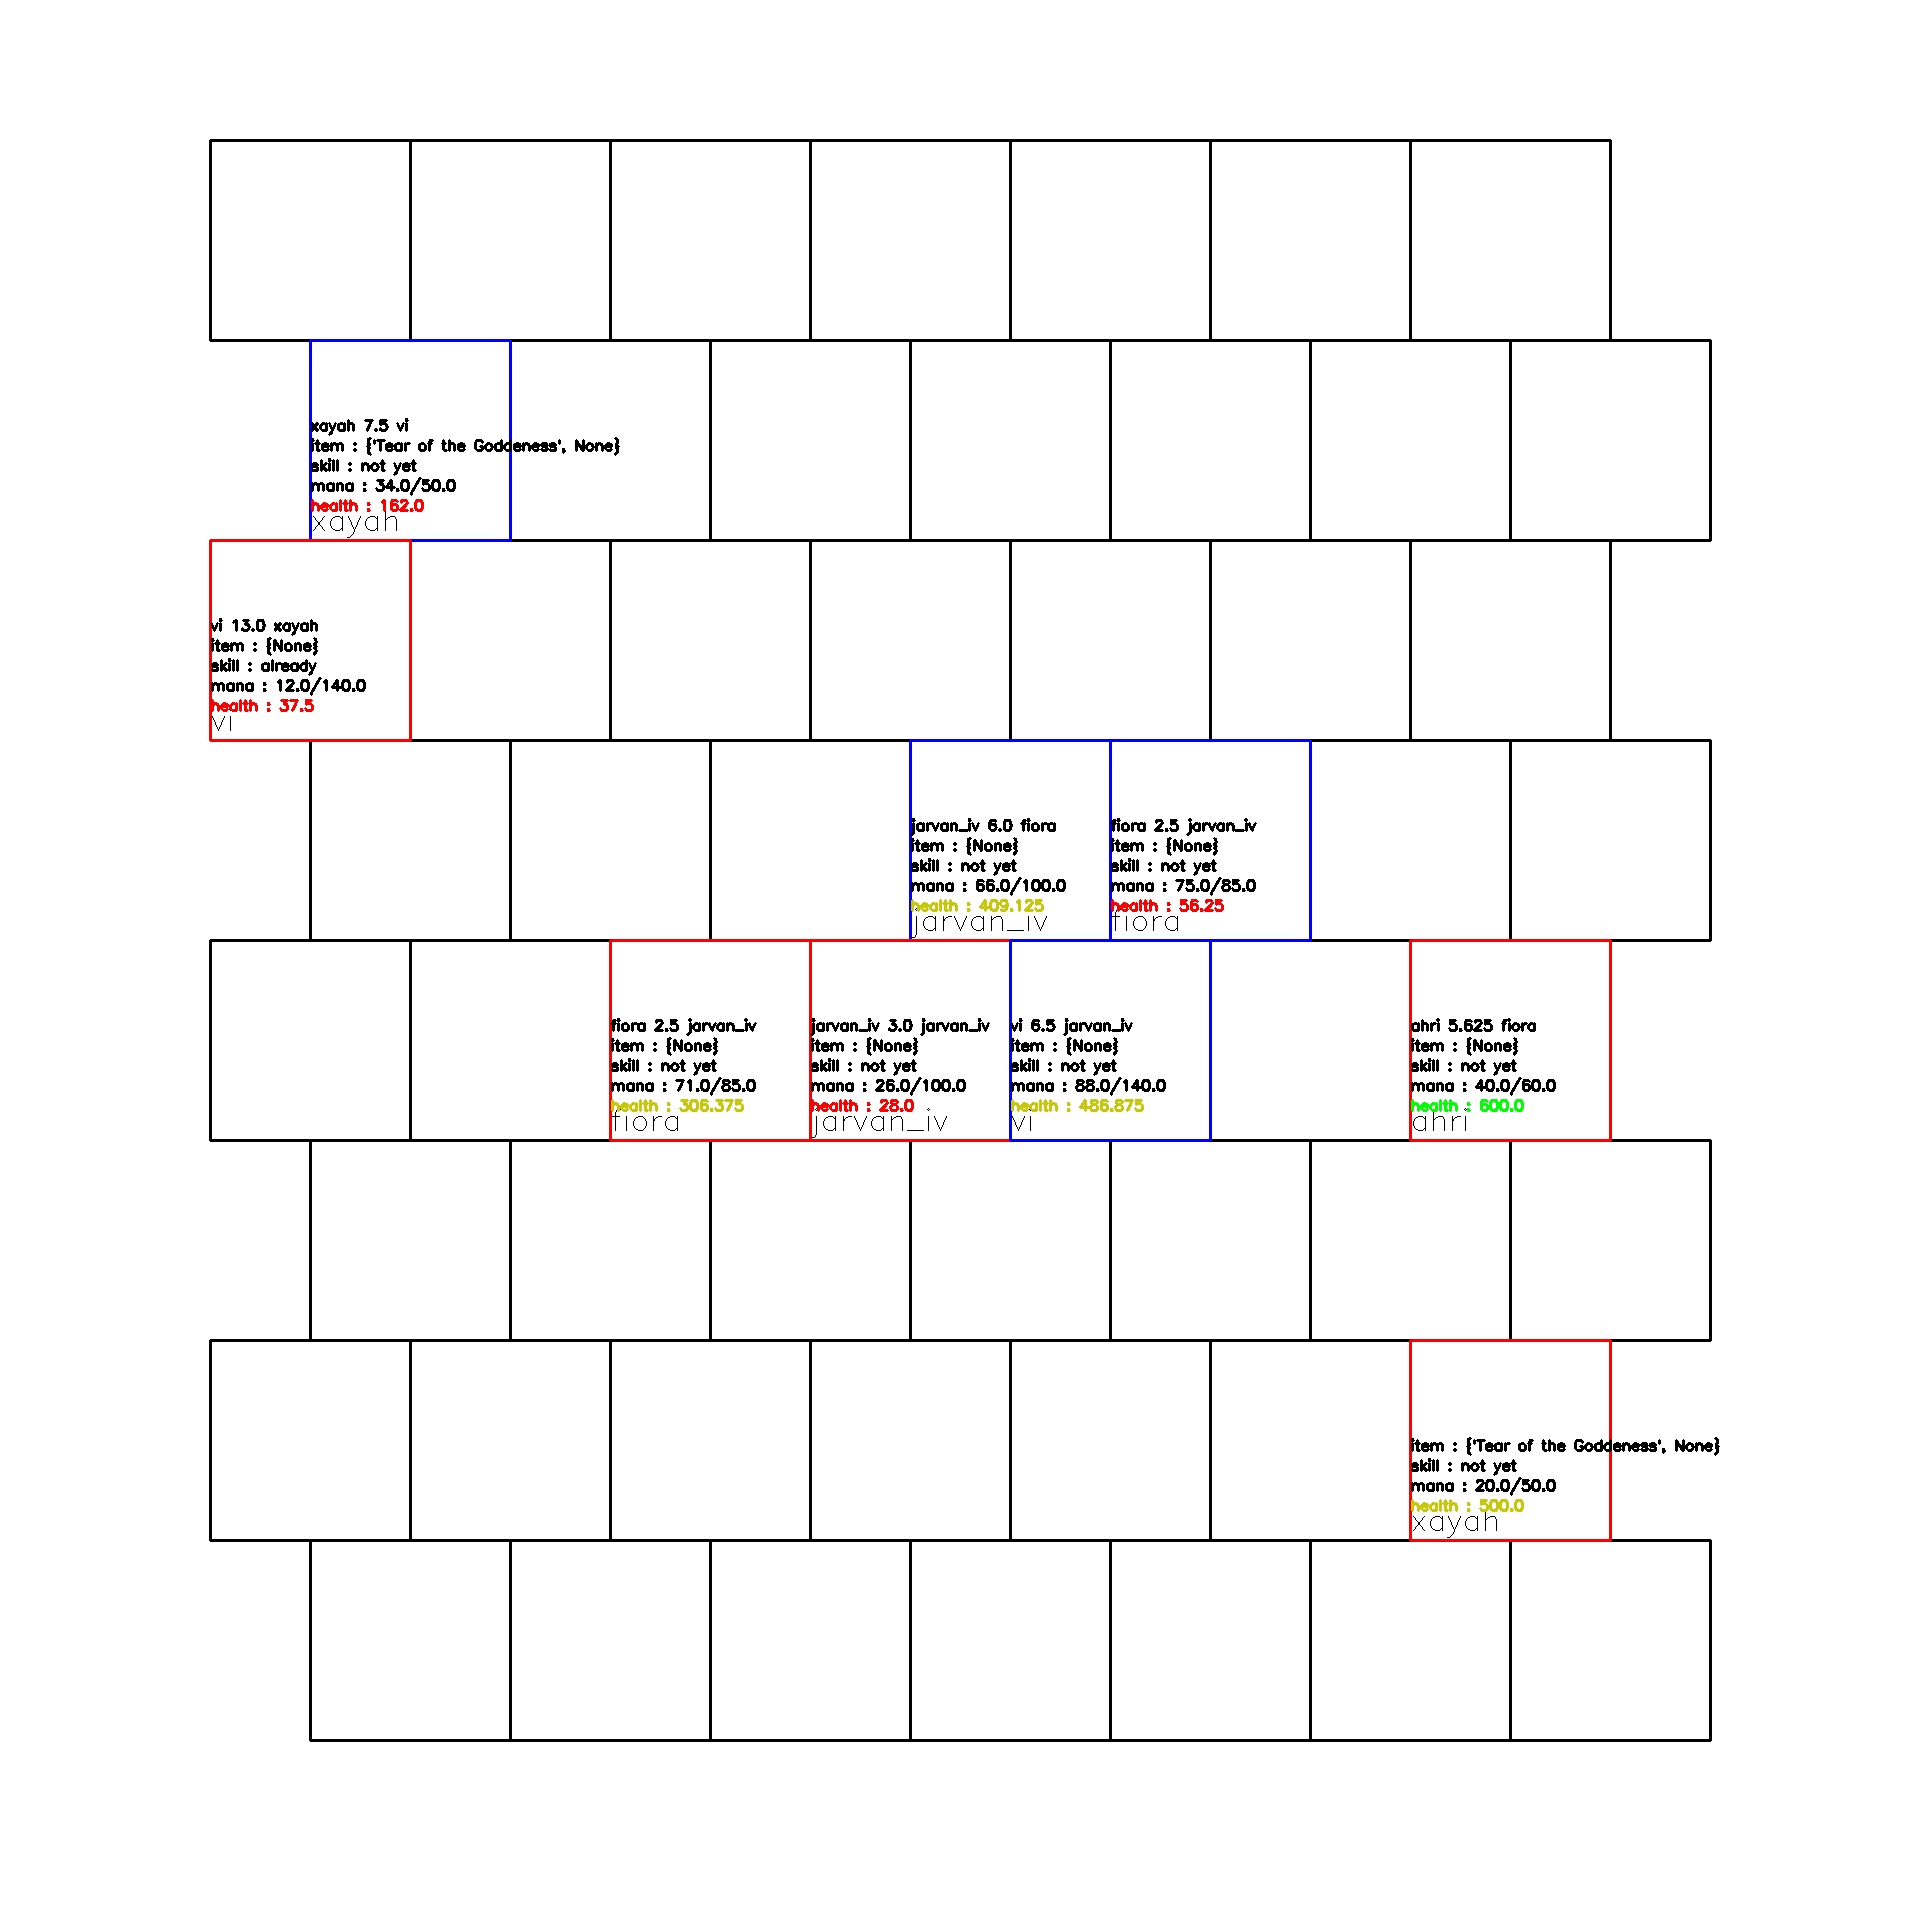 xayah 7.5 vi
item : {'Tear of the Goddeness', None}
skill : not yet
mana : 34.0/50.0
health : 162.0
xayah
vi 13.0 xayah
item : {None}
skill : already
mana : 12.0/140.0
health : 37.5
vi
jarvan_iv 6.0 fiora
item : {None}
skill : not yet
mana : 66.0/100.0
health : 409.125
jarvan_iv
fiora 2.5 jarvan_iv
item : {None}
skill : not yet
mana : 75.0/85.0
health : 56.25
fiora
fiora 2.5 jarvan_iv
item : {None}
skill : not yet
mana : 71.0/85.0
health : 306.375
fiora
jarvan_iv 3.0 jarvan_iv
item : {None}
skill : not yet
mana : 26.0/100.0
health : 28.0
jarvan_iv
vi 6.5 jarvan_iv
item : {None}
skill : not yet
mana : 88.0/140.0
health : 486.875
vi
ahri 5.625 fiora
item : {None}
skill : not yet
mana : 40.0/60.0
health : 600.0
ahri
item : {'Tear of the Goddeness', None}
skill : not yet
mana : 20.0/50.0
health : 500.0
xayah